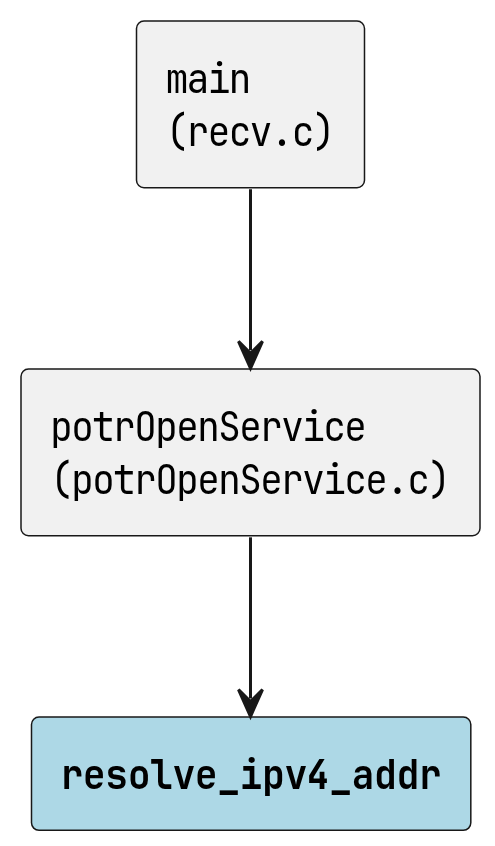 main
(recv.c)
potrOpenService
(potrOpenService.c)
resolve_ipv4_addr